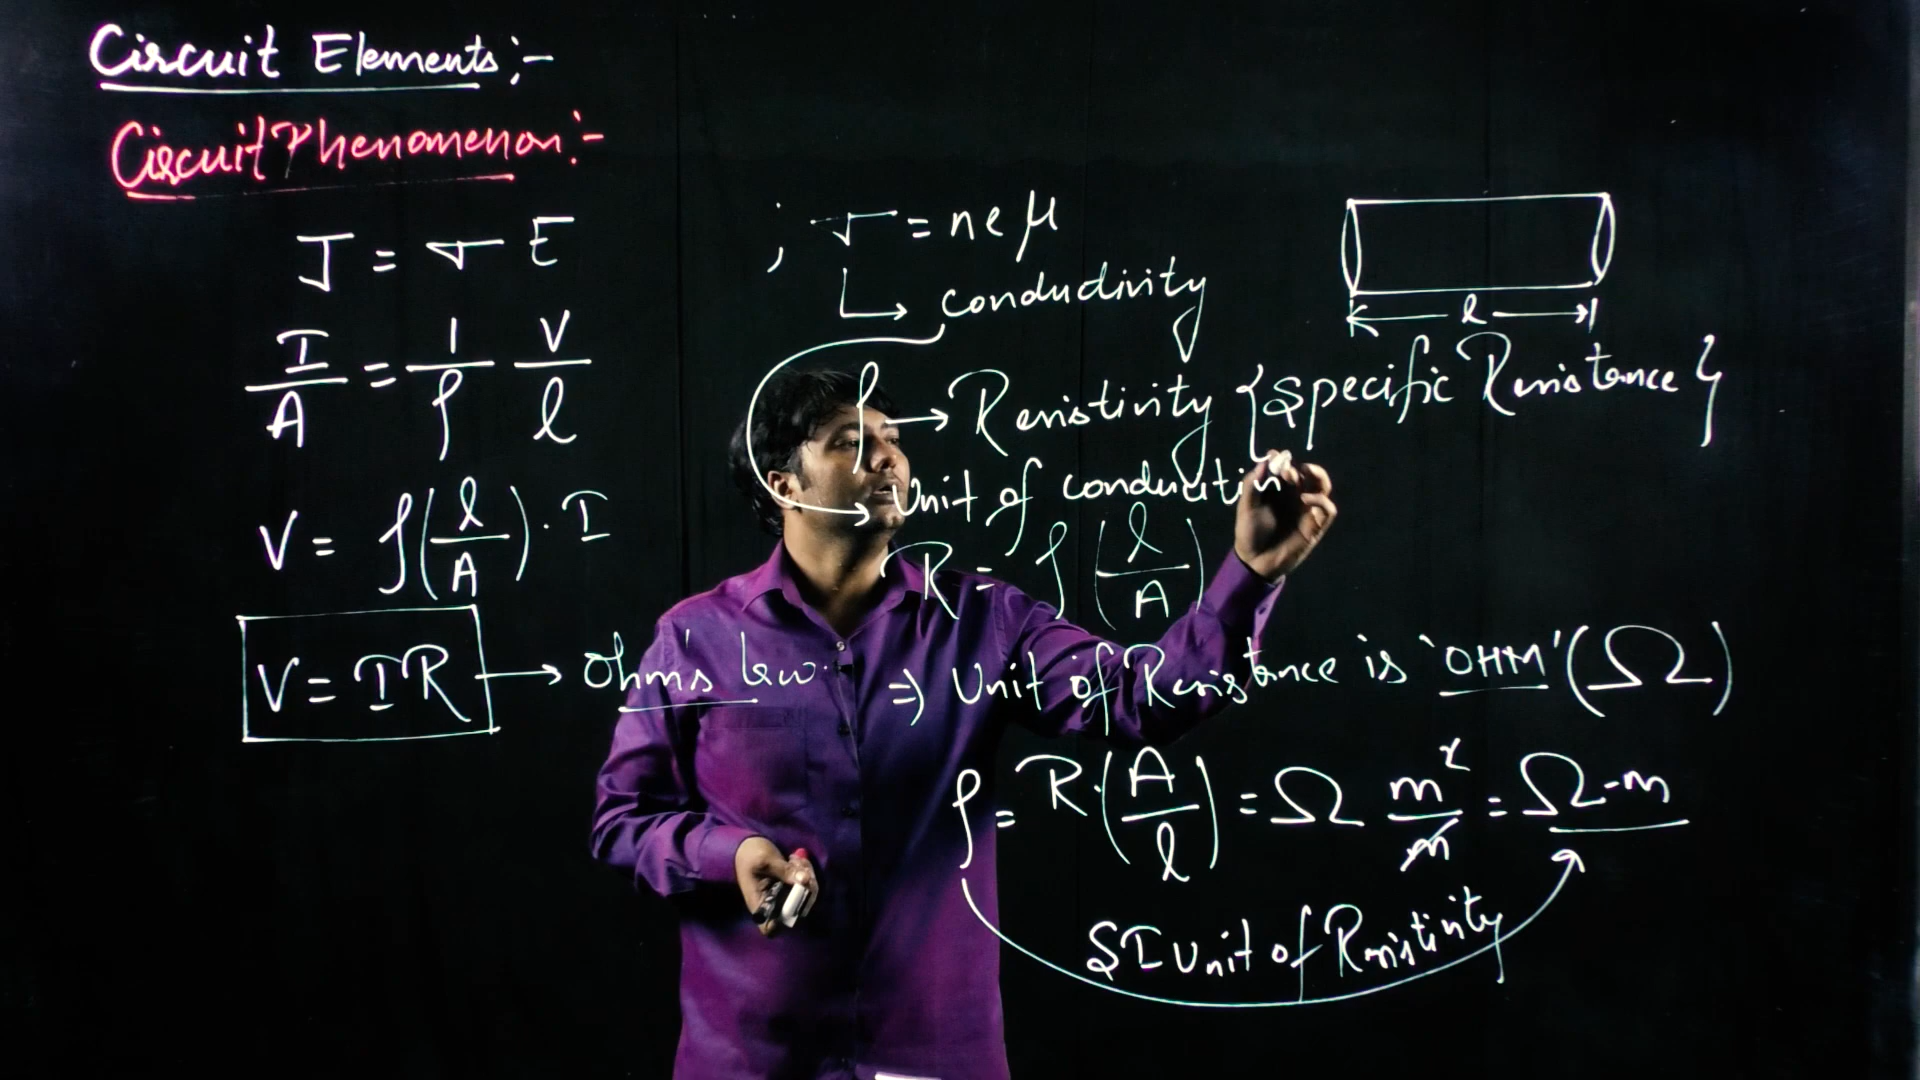 Circuit Elements:-
Circuit Phenomenon:-
J = σ E
I/A = 1/ρ V/l
V = ρ(l/A)·I
V = IR → Ohm's law.
; σ = neμ
↳ conductivity
ρ → Resistivity {Specific Resistance}
Unit of conductivi
R = ρ(l/A)
⇒ Unit of Resistance is 'OHM' (Ω)
ρ = R·(A/l) = Ω m²/m = Ω-m
SI Unit of Resistivity
l